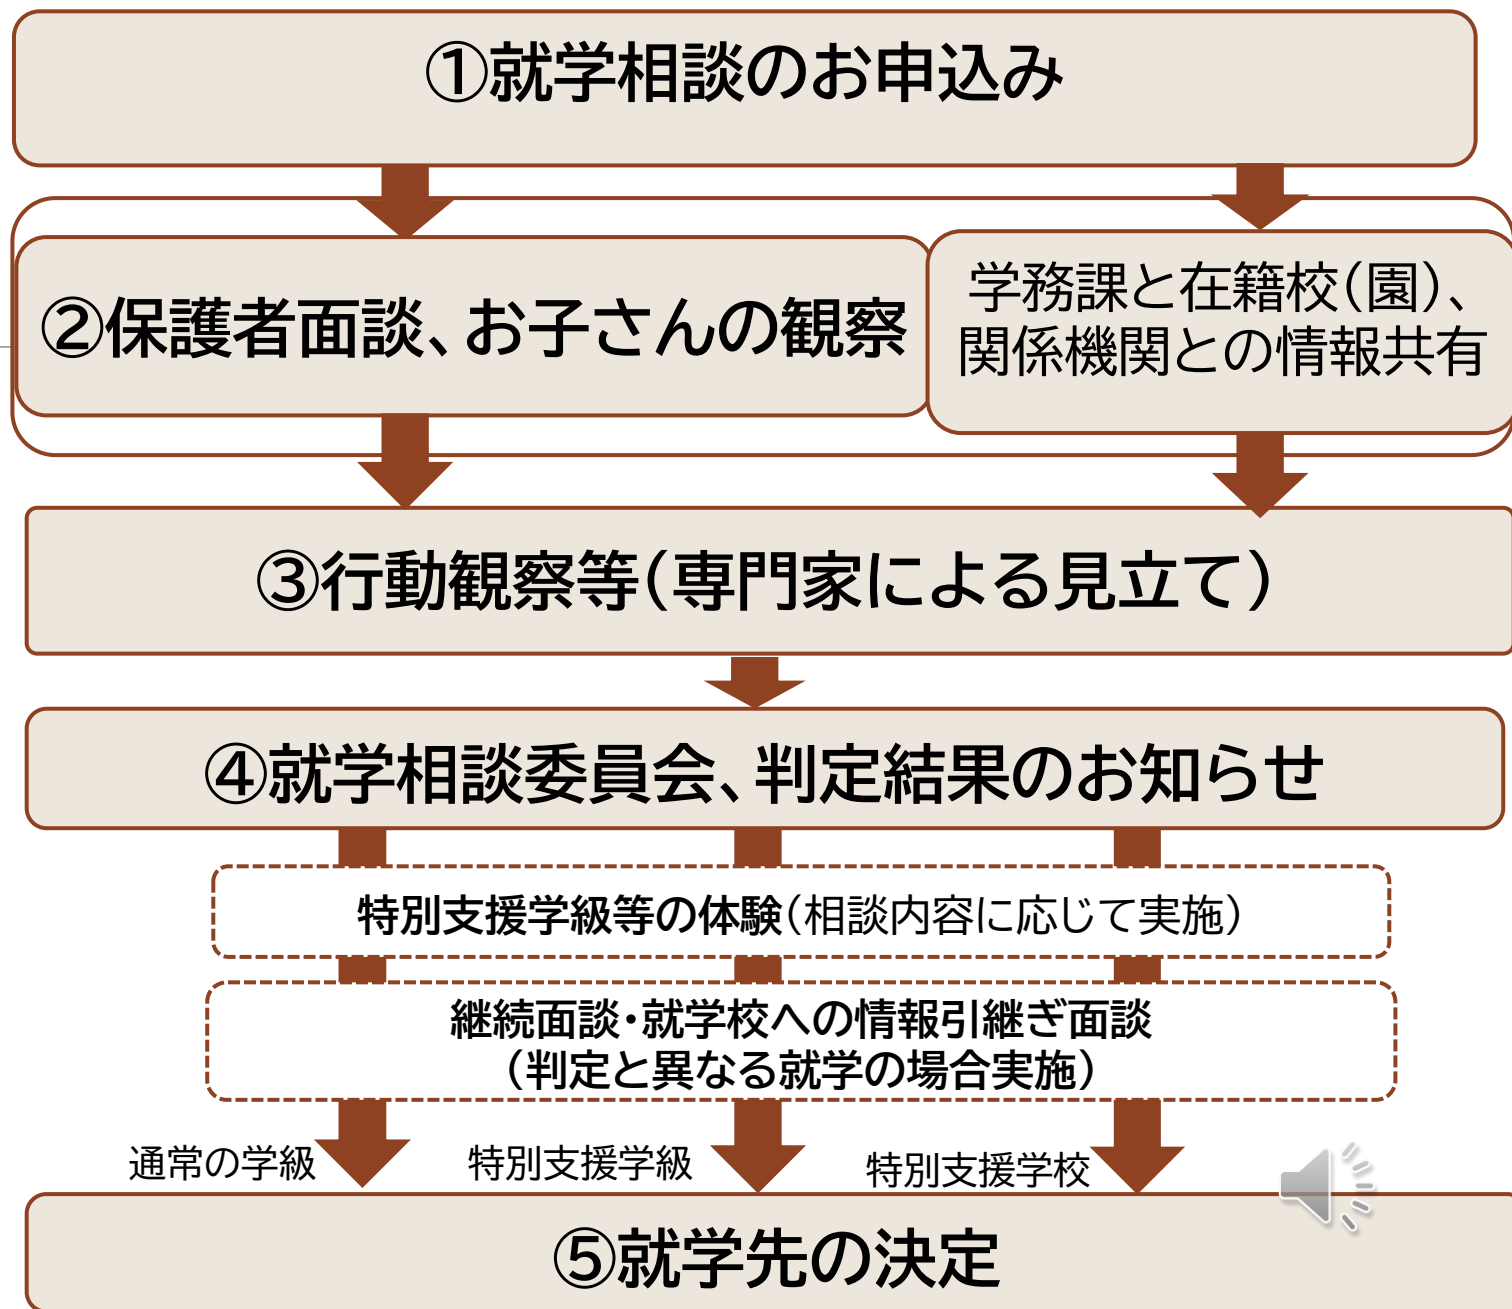 ①就学相談のお申込み
②保護者面談、お子さんの観察
学務課と在籍校(園)、
関係機関との情報共有
③行動観察等(専門家による見立て)
④就学相談委員会、判定結果のお知らせ
特別支援学級等の体験(相談内容に応じて実施)
継続面談・就学校への情報引継ぎ面談
(判定と異なる就学の場合実施)
通常の学級
特別支援学級
特別支援学校
⑤就学先の決定